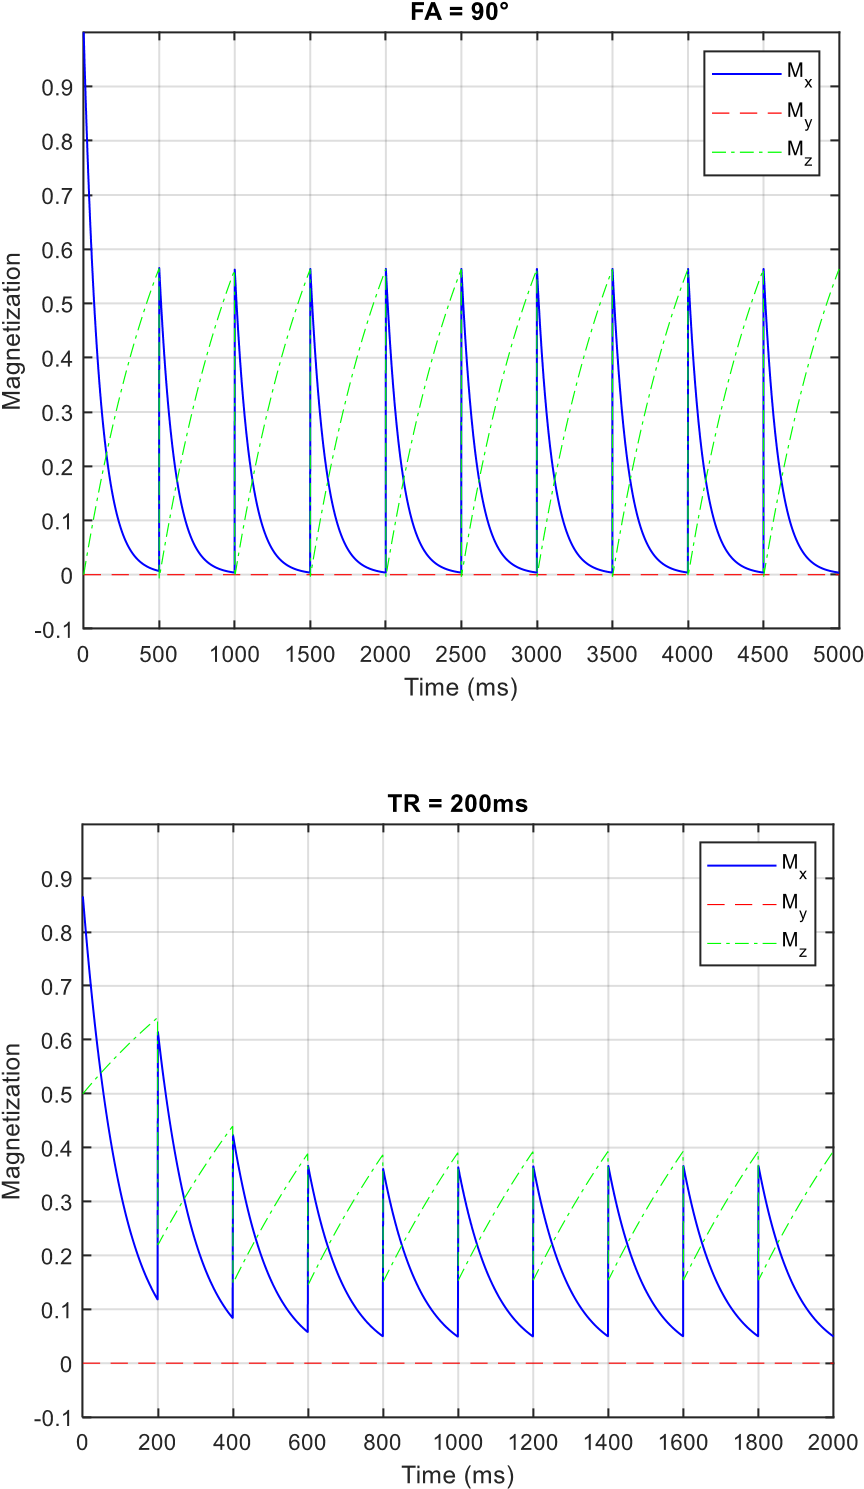 FA = 90°
Magnetization
0.9
0.8
0.7
0.6
0.5
0.4
0.3
0.2
0.1
0
-0.1
M_x
M_y
M_z
0 500 1000 1500 2000 2500 3000 3500 4000 4500 5000
Time (ms)
TR = 200ms
Magnetization
0.9
0.8
0.7
0.6
0.5
0.4
0.3
0.2
0.1
0
-0.1
M_x
M_y
M_z
0 200 400 600 800 1000 1200 1400 1600 1800 2000
Time (ms)